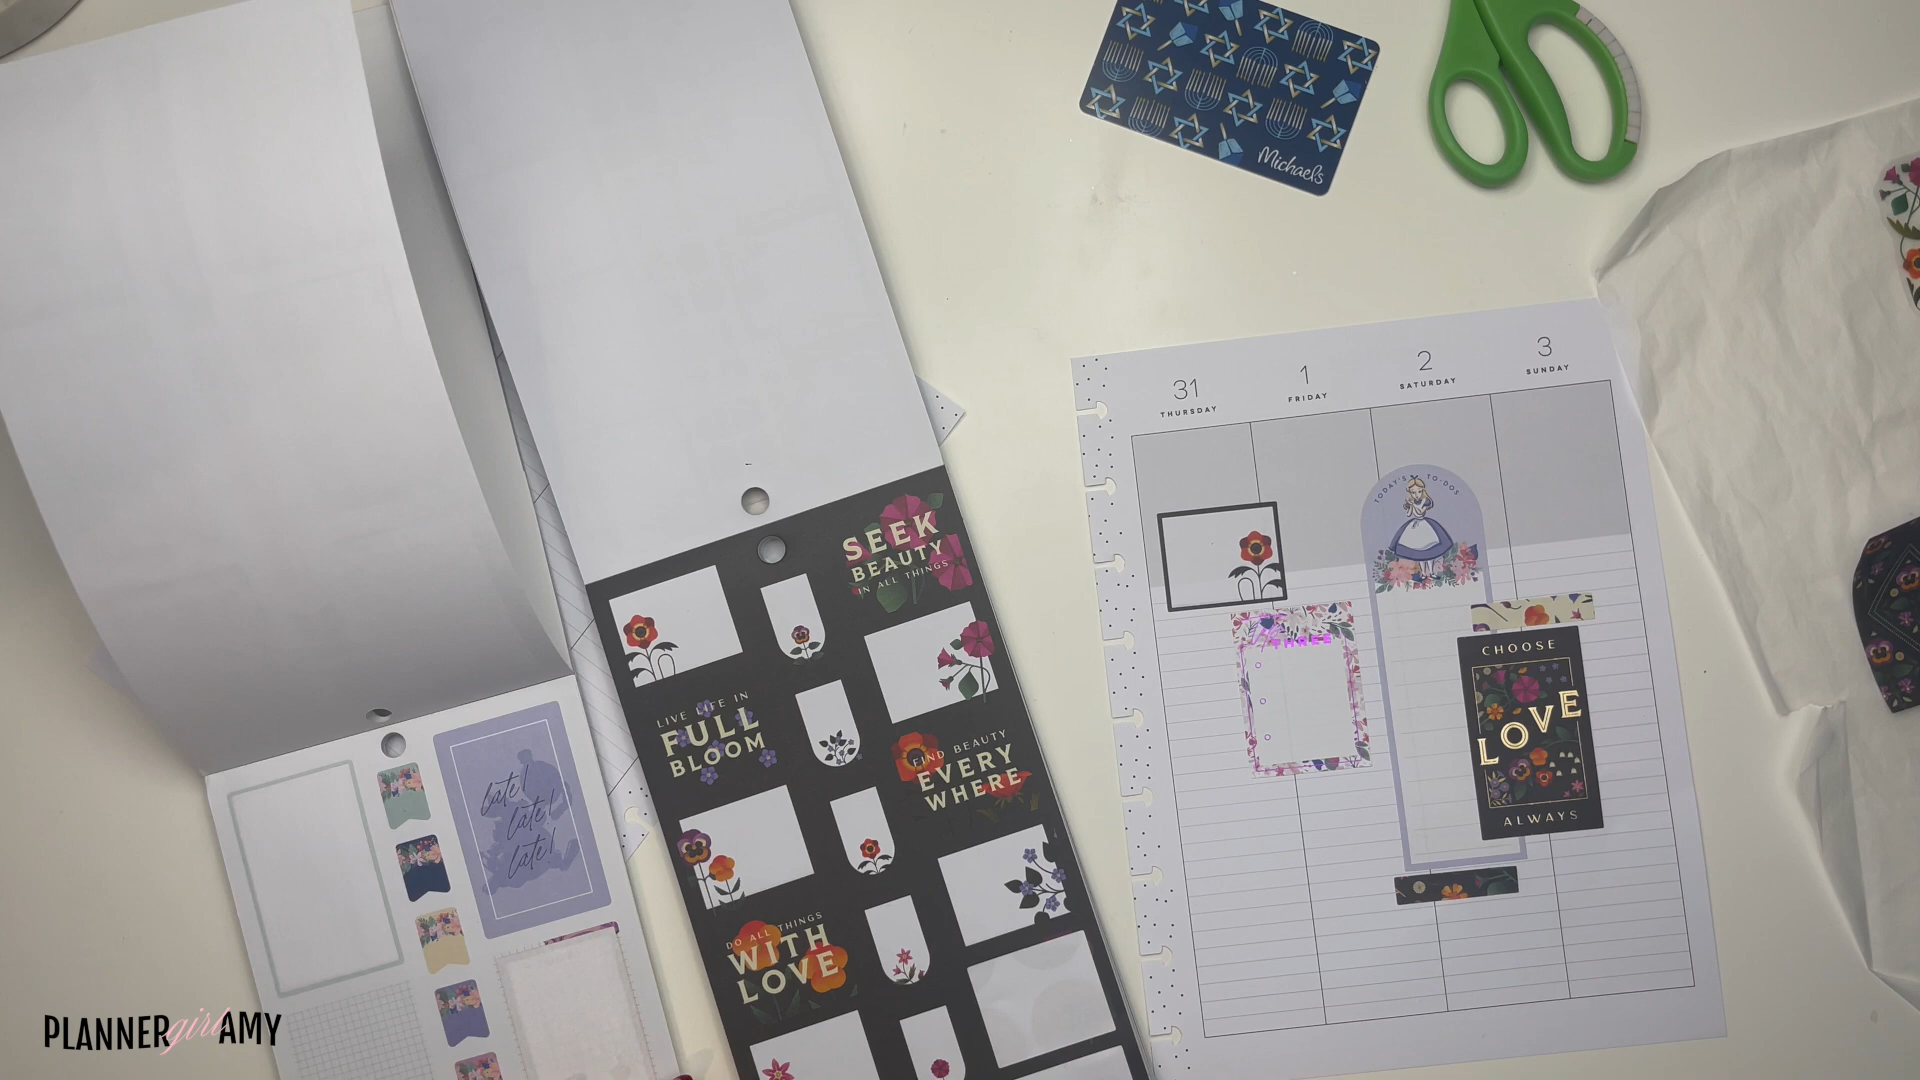 Michaels
31
THURSDAY
1
FRIDAY
2
SATURDAY
3
SUNDAY
TODAY'S TO-DOS
THREE
CHOOSE
LOVE
ALWAYS
SEEK
BEAUTY
IN ALL THINGS
LIVE LIFE IN
FULL
BLOOM
FIND BEAUTY
EVERY
WHERE
DO ALL THINGS
WITH
LOVE
late!
late!
late!
PLANNER girl AMY